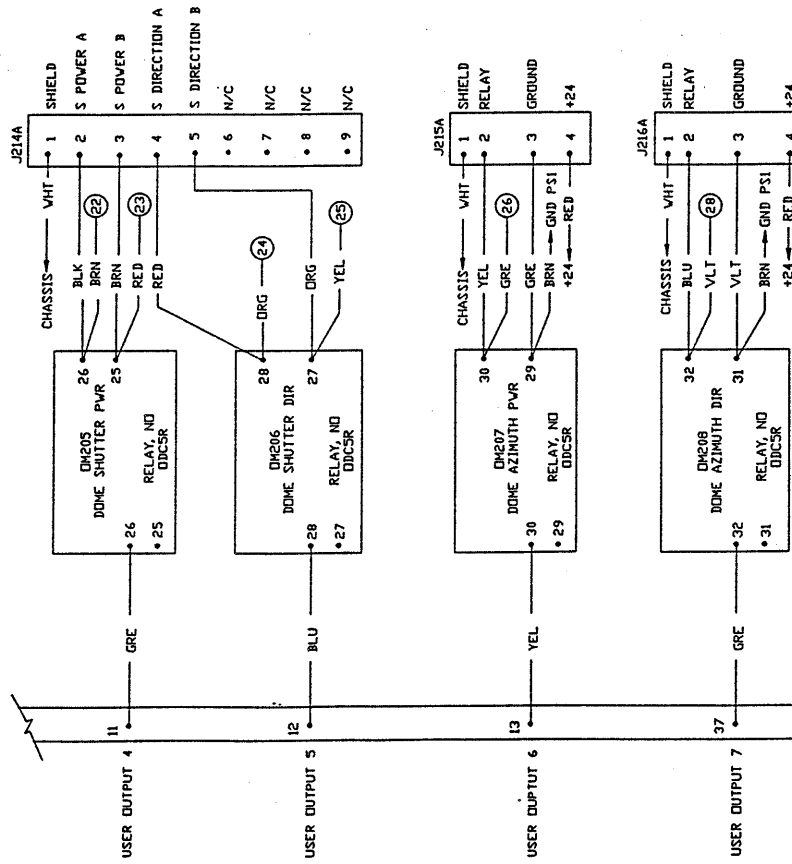 J214A
CHASSIS WHT 1 SHIELD
BLK 2 S POWER A
BRN 22
BRN 3 S POWER B
RED 23
RED 4 S DIRECTION A
5 S DIRECTION B
6 N/C
7 N/C
8 N/C
9 N/C
26
25
OM205
DOME SHUTTER PWR
RELAY, NO
ODC5R
26
25
GRE
11
USER OUTPUT 4
ORG 24
ORG
YEL 25
28
27
OM206
DOME SHUTTER DIR
RELAY, NO
ODC5R
28
27
BLU
12
USER OUTPUT 5
J215A
CHASSIS WHT 1 SHIELD
YEL 2 RELAY
GRE 26
GRE 3 GROUND
BRN GND PS1
+24 RED 4 +24
30
29
OM207
DOME AZIMUTH PWR
RELAY, NO
ODC5R
30
29
YEL
13
USER OUPTUT 6
J216A
CHASSIS WHT 1 SHIELD
BLU 2 RELAY
VLT 28
VLT 3 GROUND
BRN GND PS1
+24 RED 4 +24
32
31
OM208
DOME AZIMUTH DIR
RELAY, NO
ODC5R
32
31
GRE
37
USER OUTPUT 7